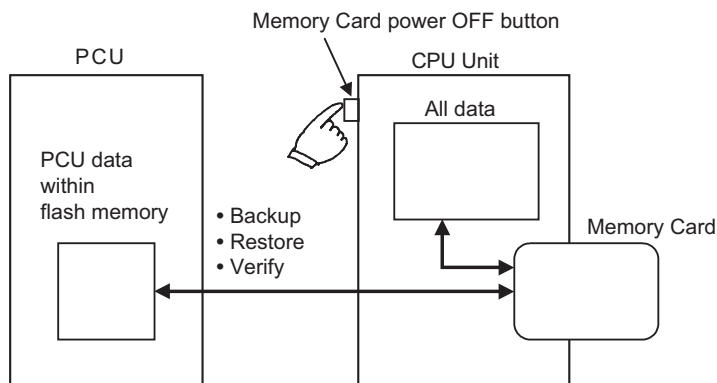 Memory Card power OFF button
PCU
CPU Unit
All data
PCU data
within
flash memory
• Backup
• Restore
• Verify
Memory Card